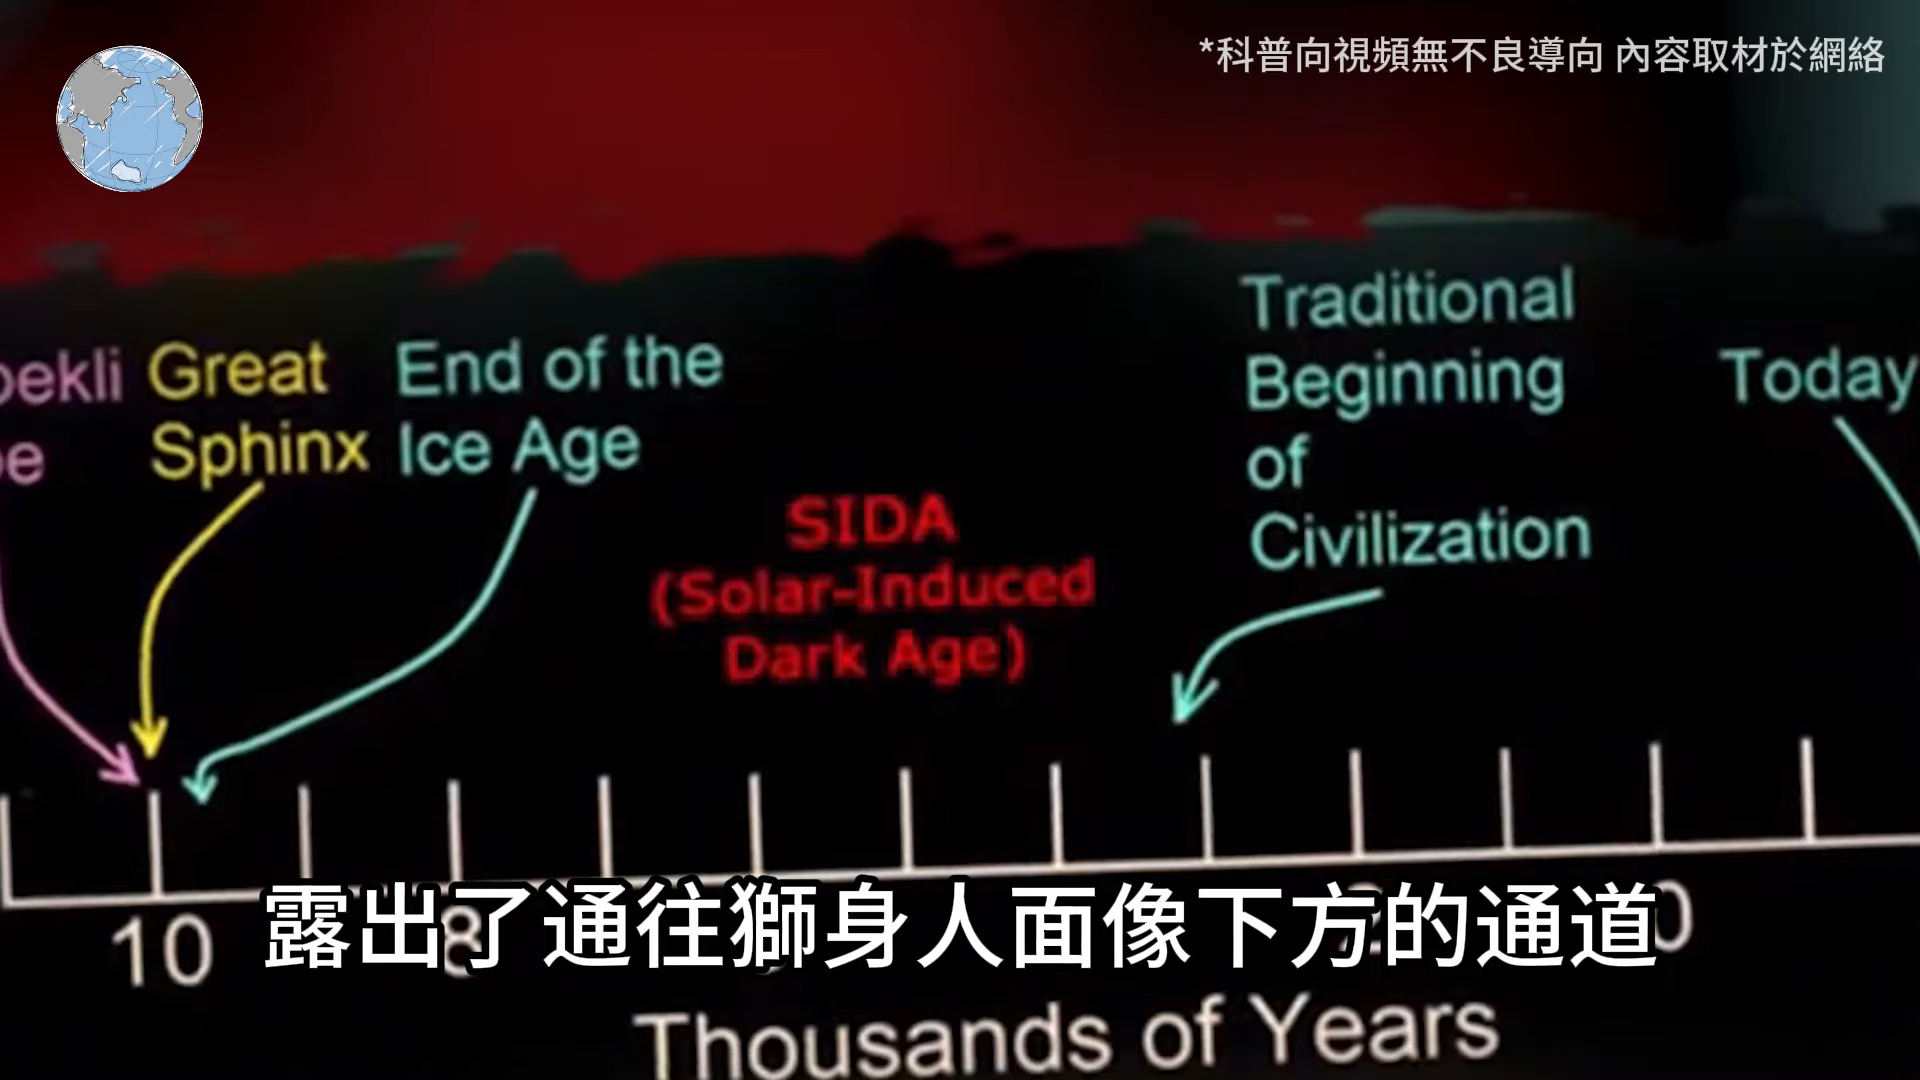 *科普向視頻無不良導向 內容取材於網絡
Great
Sphinx
End of the
Ice Age
SIDA
(Solar-Induced
Dark Age)
Traditional
Beginning
of
Civilization
Today
10
8
0
露出了通往獅身人面像下方的通道
Thousands of Years